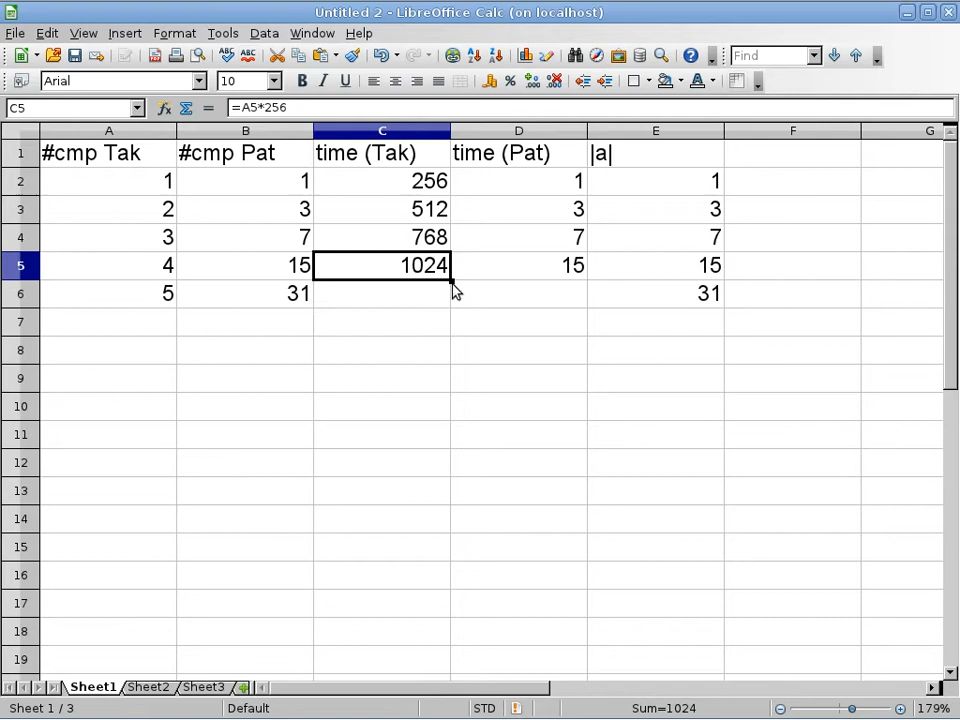 Untitled 2 - LibreOffice Calc (on localhost)
File Edit View Insert Format Tools Data Window Help
Find
Arial 10
C5 =A5*256
A B C D E F G
1 #cmp Tak #cmp Pat time (Tak) time (Pat) |a|
2 1 1 256 1 1
3 2 3 512 3 3
4 3 7 768 7 7
5 4 15 1024 15 15
6 5 31 31
7
8
9
10
11
12
13
14
15
16
17
18
19
Sheet1 Sheet2 Sheet3
Sheet 1 / 3 Default STD Sum=1024 179%